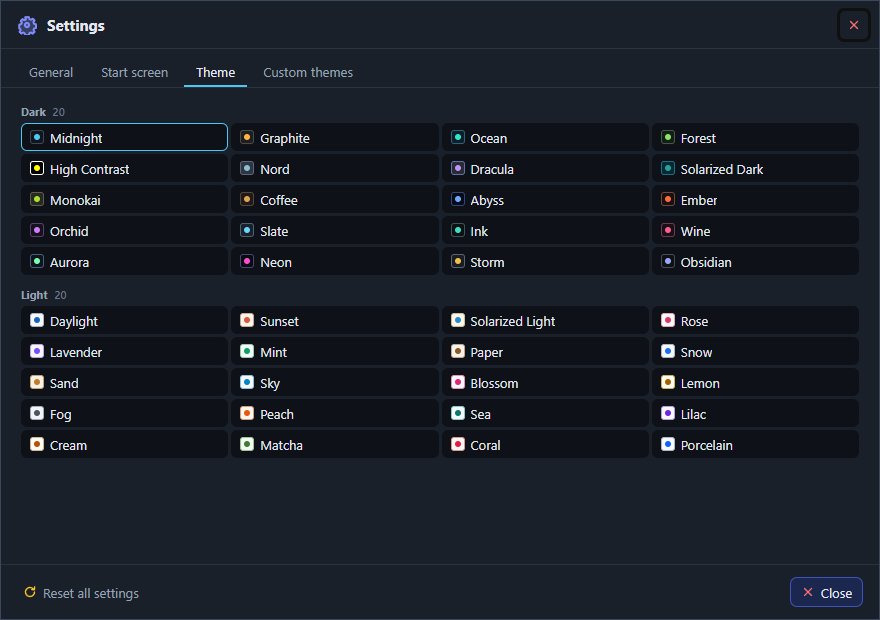 Settings
General Start screen Theme Custom themes
Dark 20
Midnight Graphite Ocean Forest
High Contrast Nord Dracula Solarized Dark
Monokai Coffee Abyss Ember
Orchid Slate Ink Wine
Aurora Neon Storm Obsidian
Light 20
Daylight Sunset Solarized Light Rose
Lavender Mint Paper Snow
Sand Sky Blossom Lemon
Fog Peach Sea Lilac
Cream Matcha Coral Porcelain
Reset all settings Close